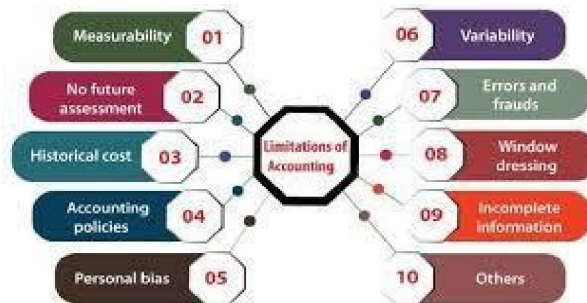 Measurability
01
No future
assessment
02
Historical cost
03
Accounting
policies
04
Personal bias
05
Limitations of
Accounting
06
Variability
07
Errors and
frauds
08
Window
dressing
09
Incomplete
information
10
Others